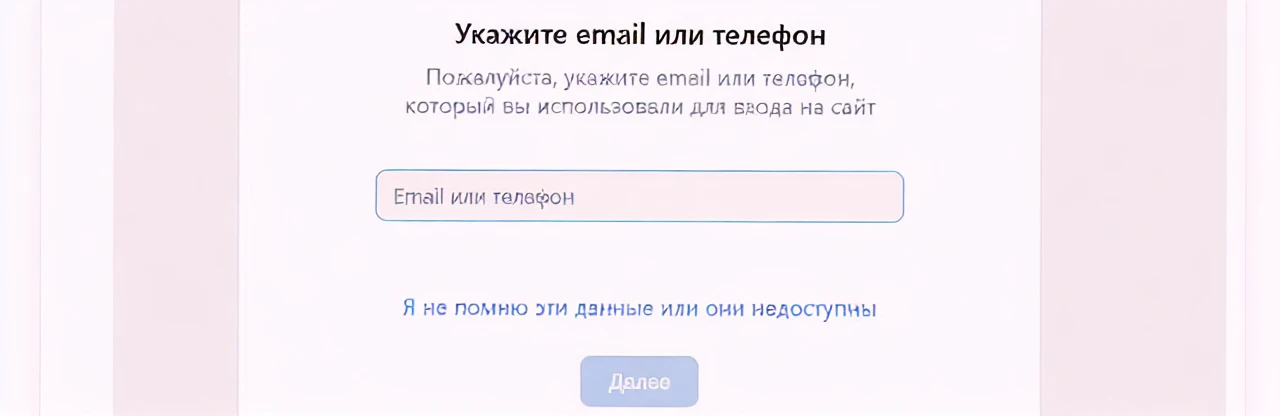 Укажите email или телефон
Пожалуйста, укажите email или телефон,
который вы использовали для входа на сайт
Email или телефон
Я не помню эти данные или они недоступны
Далее